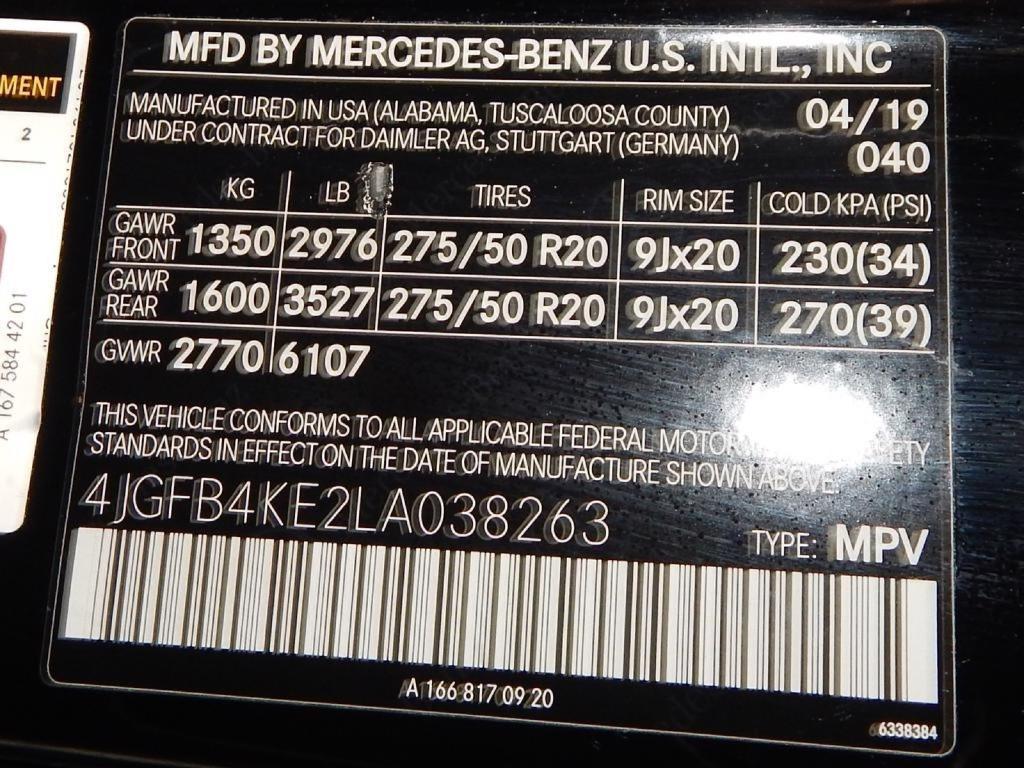 MENT
2
A 167 584 42 01
MFD BY MERCEDES-BENZ U.S. INTL., INC
MANUFACTURED IN USA (ALABAMA, TUSCALOOSA COUNTY) 04/19
UNDER CONTRACT FOR DAIMLER AG, STUTTGART (GERMANY) 040
KG LB TIRES RIM SIZE COLD KPA (PSI)
GAWR FRONT 1350 2976 275/50 R20 9Jx20 230(34)
GAWR REAR 1600 3527 275/50 R20 9Jx20 270(39)
GVWR 2770 6107
THIS VEHICLE CONFORMS TO ALL APPLICABLE FEDERAL MOTOR
STANDARDS IN EFFECT ON THE DATE OF MANUFACTURE SHOWN ABOVE.
4JGFB4KE2LA038263
TYPE: MPV
A 166 817 09 20
6338384